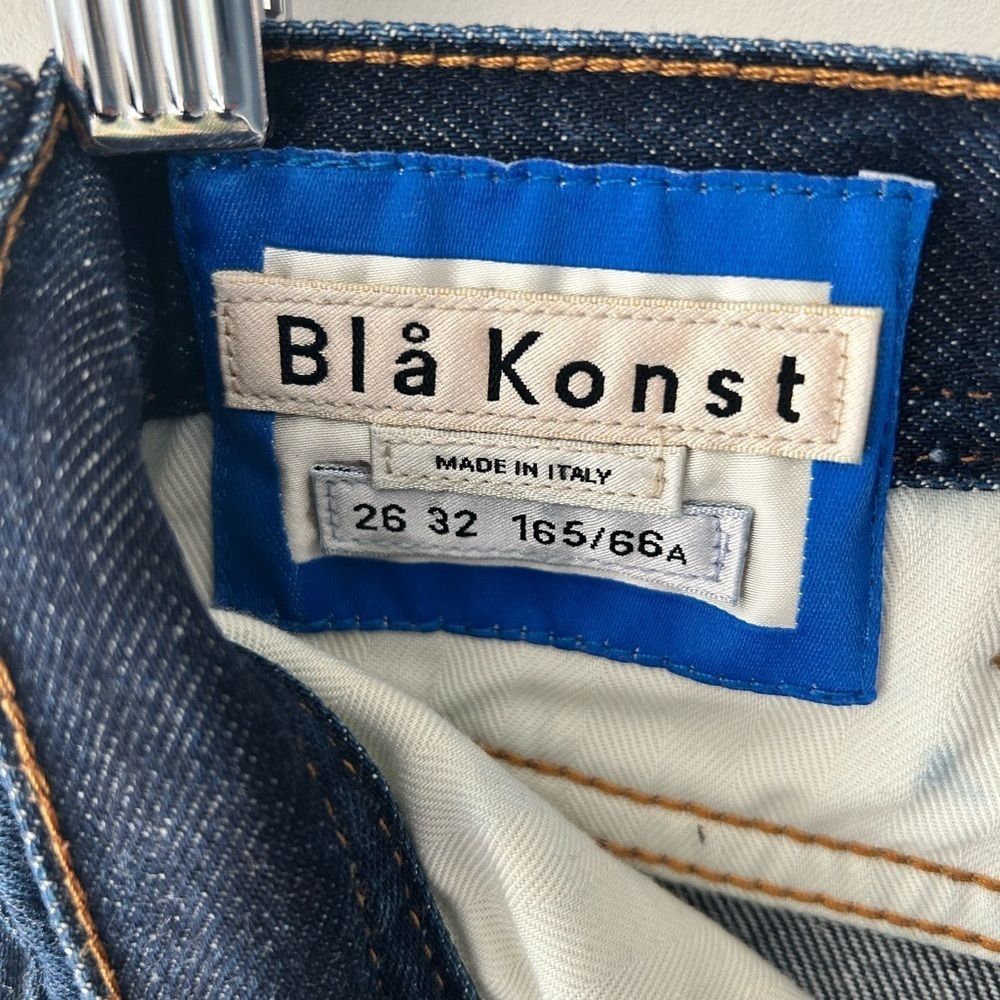 Blå Konst
MADE IN ITALY
26 32 165/66A